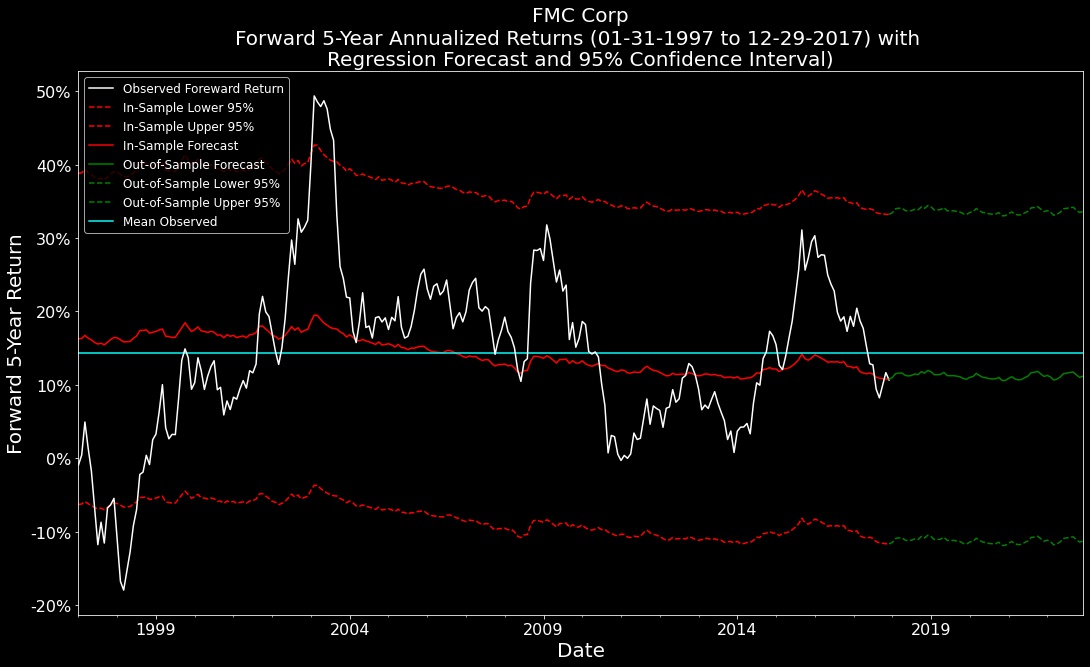 FMC Corp
Forward 5-Year Annualized Returns (01-31-1997 to 12-29-2017) with
Regression Forecast and 95% Confidence Interval)
Observed Foreward Return
In-Sample Lower 95%
In-Sample Upper 95%
In-Sample Forecast
Out-of-Sample Forecast
Out-of-Sample Lower 95%
Out-of-Sample Upper 95%
Mean Observed
Forward 5-Year Return
50%
40%
30%
20%
10%
0%
-10%
-20%
1999 2004 2009 2014 2019
Date